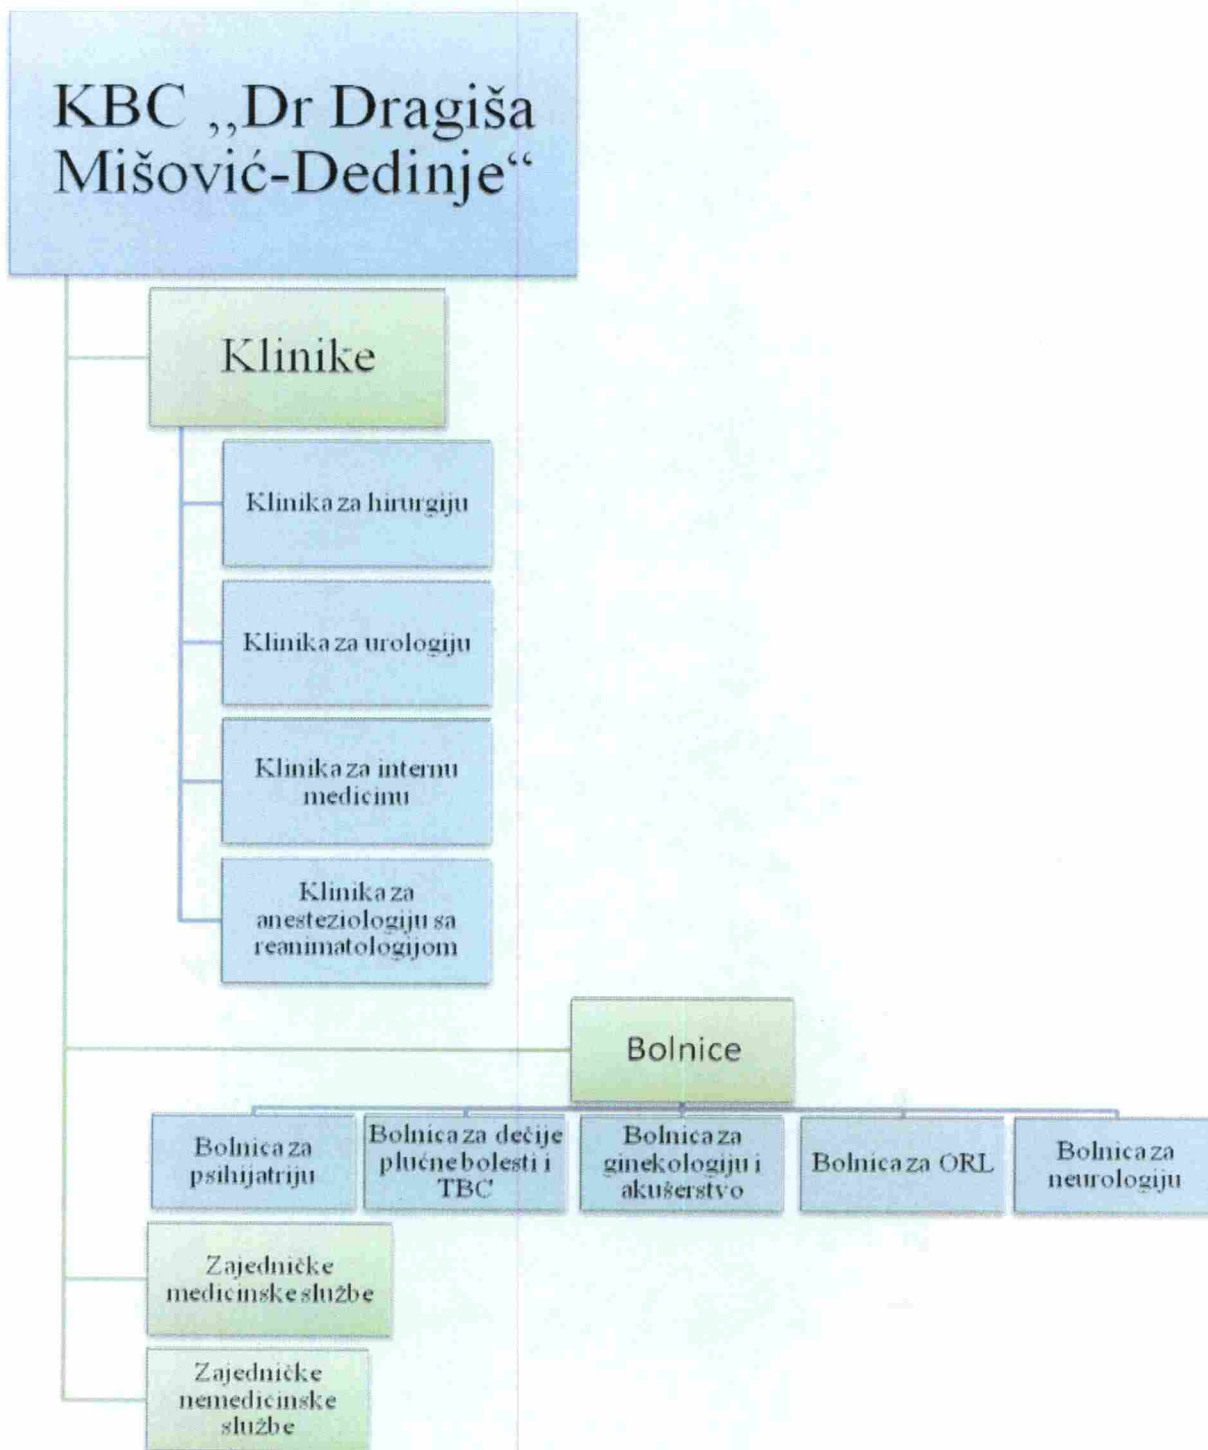 KBC ,,Dr Dragiša
Mišović-Dedinje“
Klinike
Klinika za hirurgiju
Klinika za urologiju
Klinika za internu
medicinu
Klinika za
anesteziologiju sa
reanimatologijom
Bolnice
Bolnica za
psihijatriju
Bolnica za dečije
plućne bolesti i
TBC
Bolnica za
ginekologiju i
akušerstvo
Bolnica za ORL
Bolnica za
neurologiju
Zajedničke
medicinske službe
Zajedničke
nemedicinske
službe